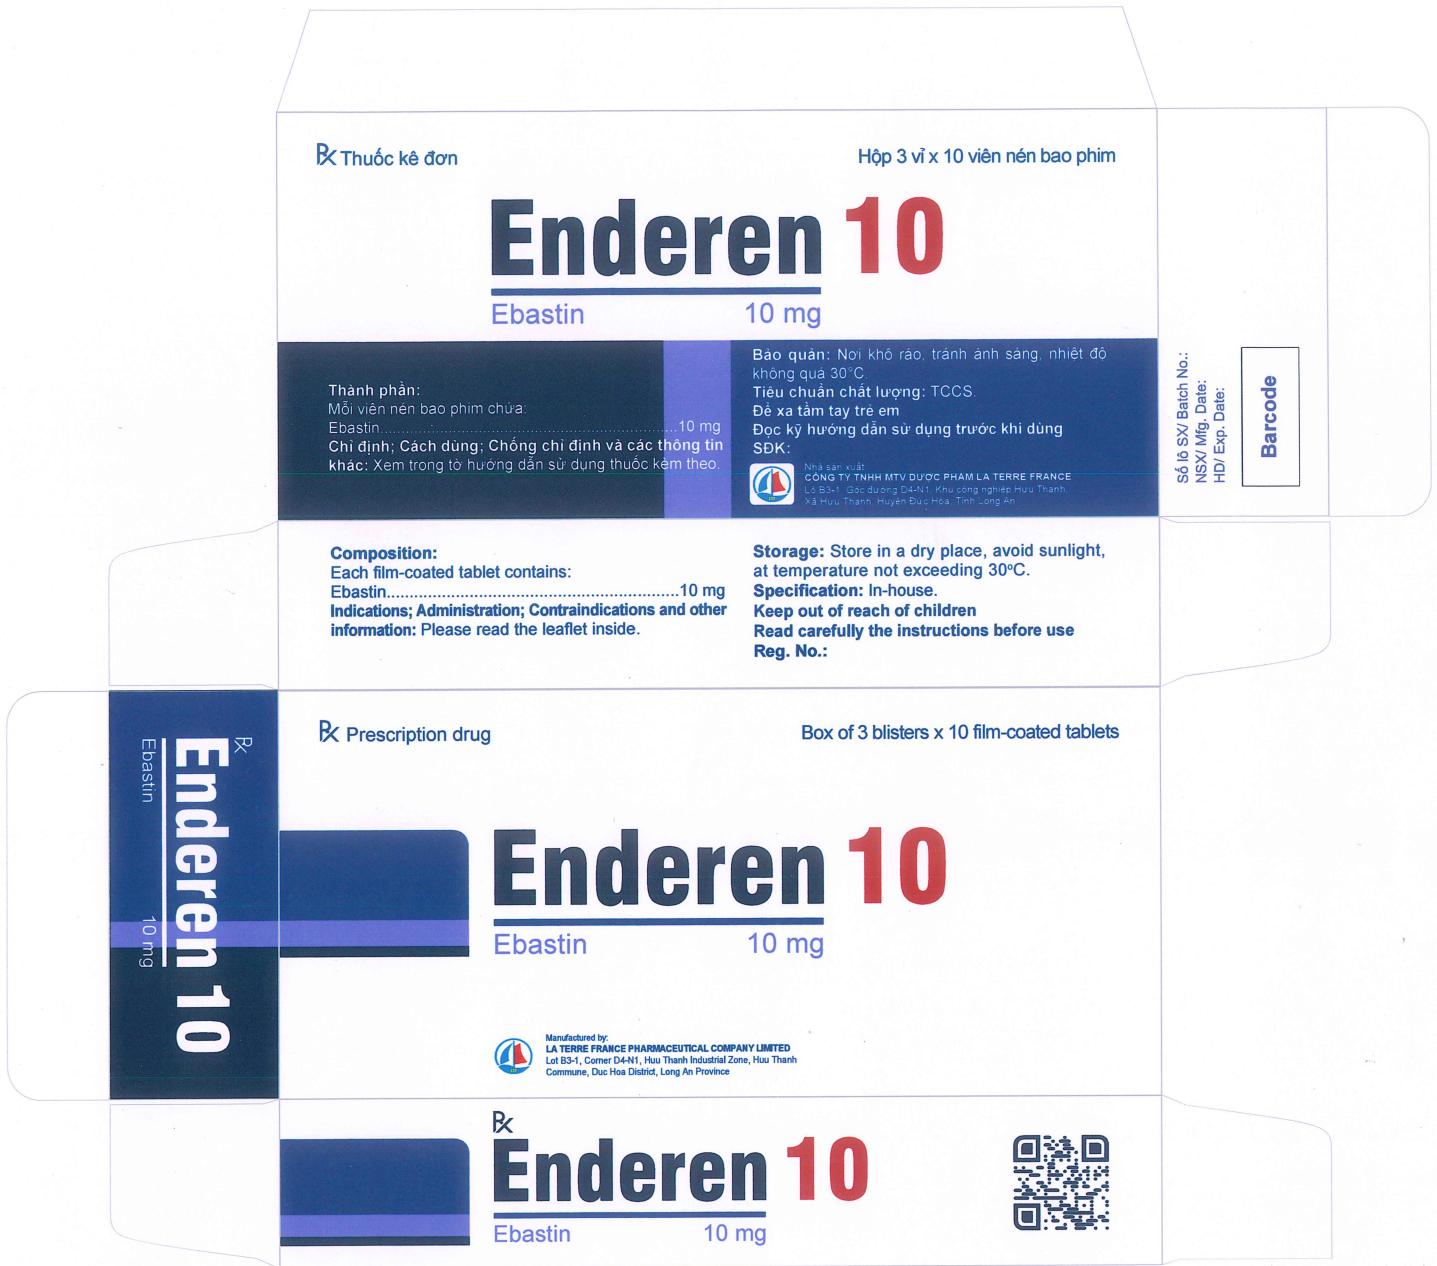 Rx Thuốc kê đơn
Hộp 3 vỉ x 10 viên nén bao phim
Enderen 10
Ebastin 10 mg
Thành phần:
Mỗi viên nén bao phim chứa:
Ebastin..........................................................10 mg
Chỉ định; Cách dùng; Chống chỉ định và các thông tin
khác: Xem trong tờ hướng dẫn sử dụng thuốc kèm theo.
Bảo quản: Nơi khô ráo, tránh ánh sáng, nhiệt độ
không quá 30°C.
Tiêu chuẩn chất lượng: TCCS.
Để xa tầm tay trẻ em
Đọc kỹ hướng dẫn sử dụng trước khi dùng
SĐK:
Nhà sản xuất
CÔNG TY TNHH MTV DƯỢC PHẨM LA TERRE FRANCE
Lô B3-1, Góc đường D4-N1, Khu công nghiệp Hựu Thạnh,
Xã Hựu Thạnh, Huyện Đức Hòa, Tỉnh Long An
Số lô SX/ Batch No.:
NSX/ Mfg. Date:
HD/ Exp. Date:
Barcode
Composition:
Each film-coated tablet contains:
Ebastin................................................................10 mg
Indications; Administration; Contraindications and other
information: Please read the leaflet inside.
Storage: Store in a dry place, avoid sunlight,
at temperature not exceeding 30°C.
Specification: In-house.
Keep out of reach of children
Read carefully the instructions before use
Reg. No.:
Rx
Enderen 10
Ebastin 10 mg
Rx Prescription drug
Box of 3 blisters x 10 film-coated tablets
Enderen 10
Ebastin 10 mg
Manufactured by:
LA TERRE FRANCE PHARMACEUTICAL COMPANY LIMITED
Lot B3-1, Corner D4-N1, Huu Thanh Industrial Zone, Huu Thanh
Commune, Duc Hoa District, Long An Province
Rx
Enderen 10
Ebastin 10 mg